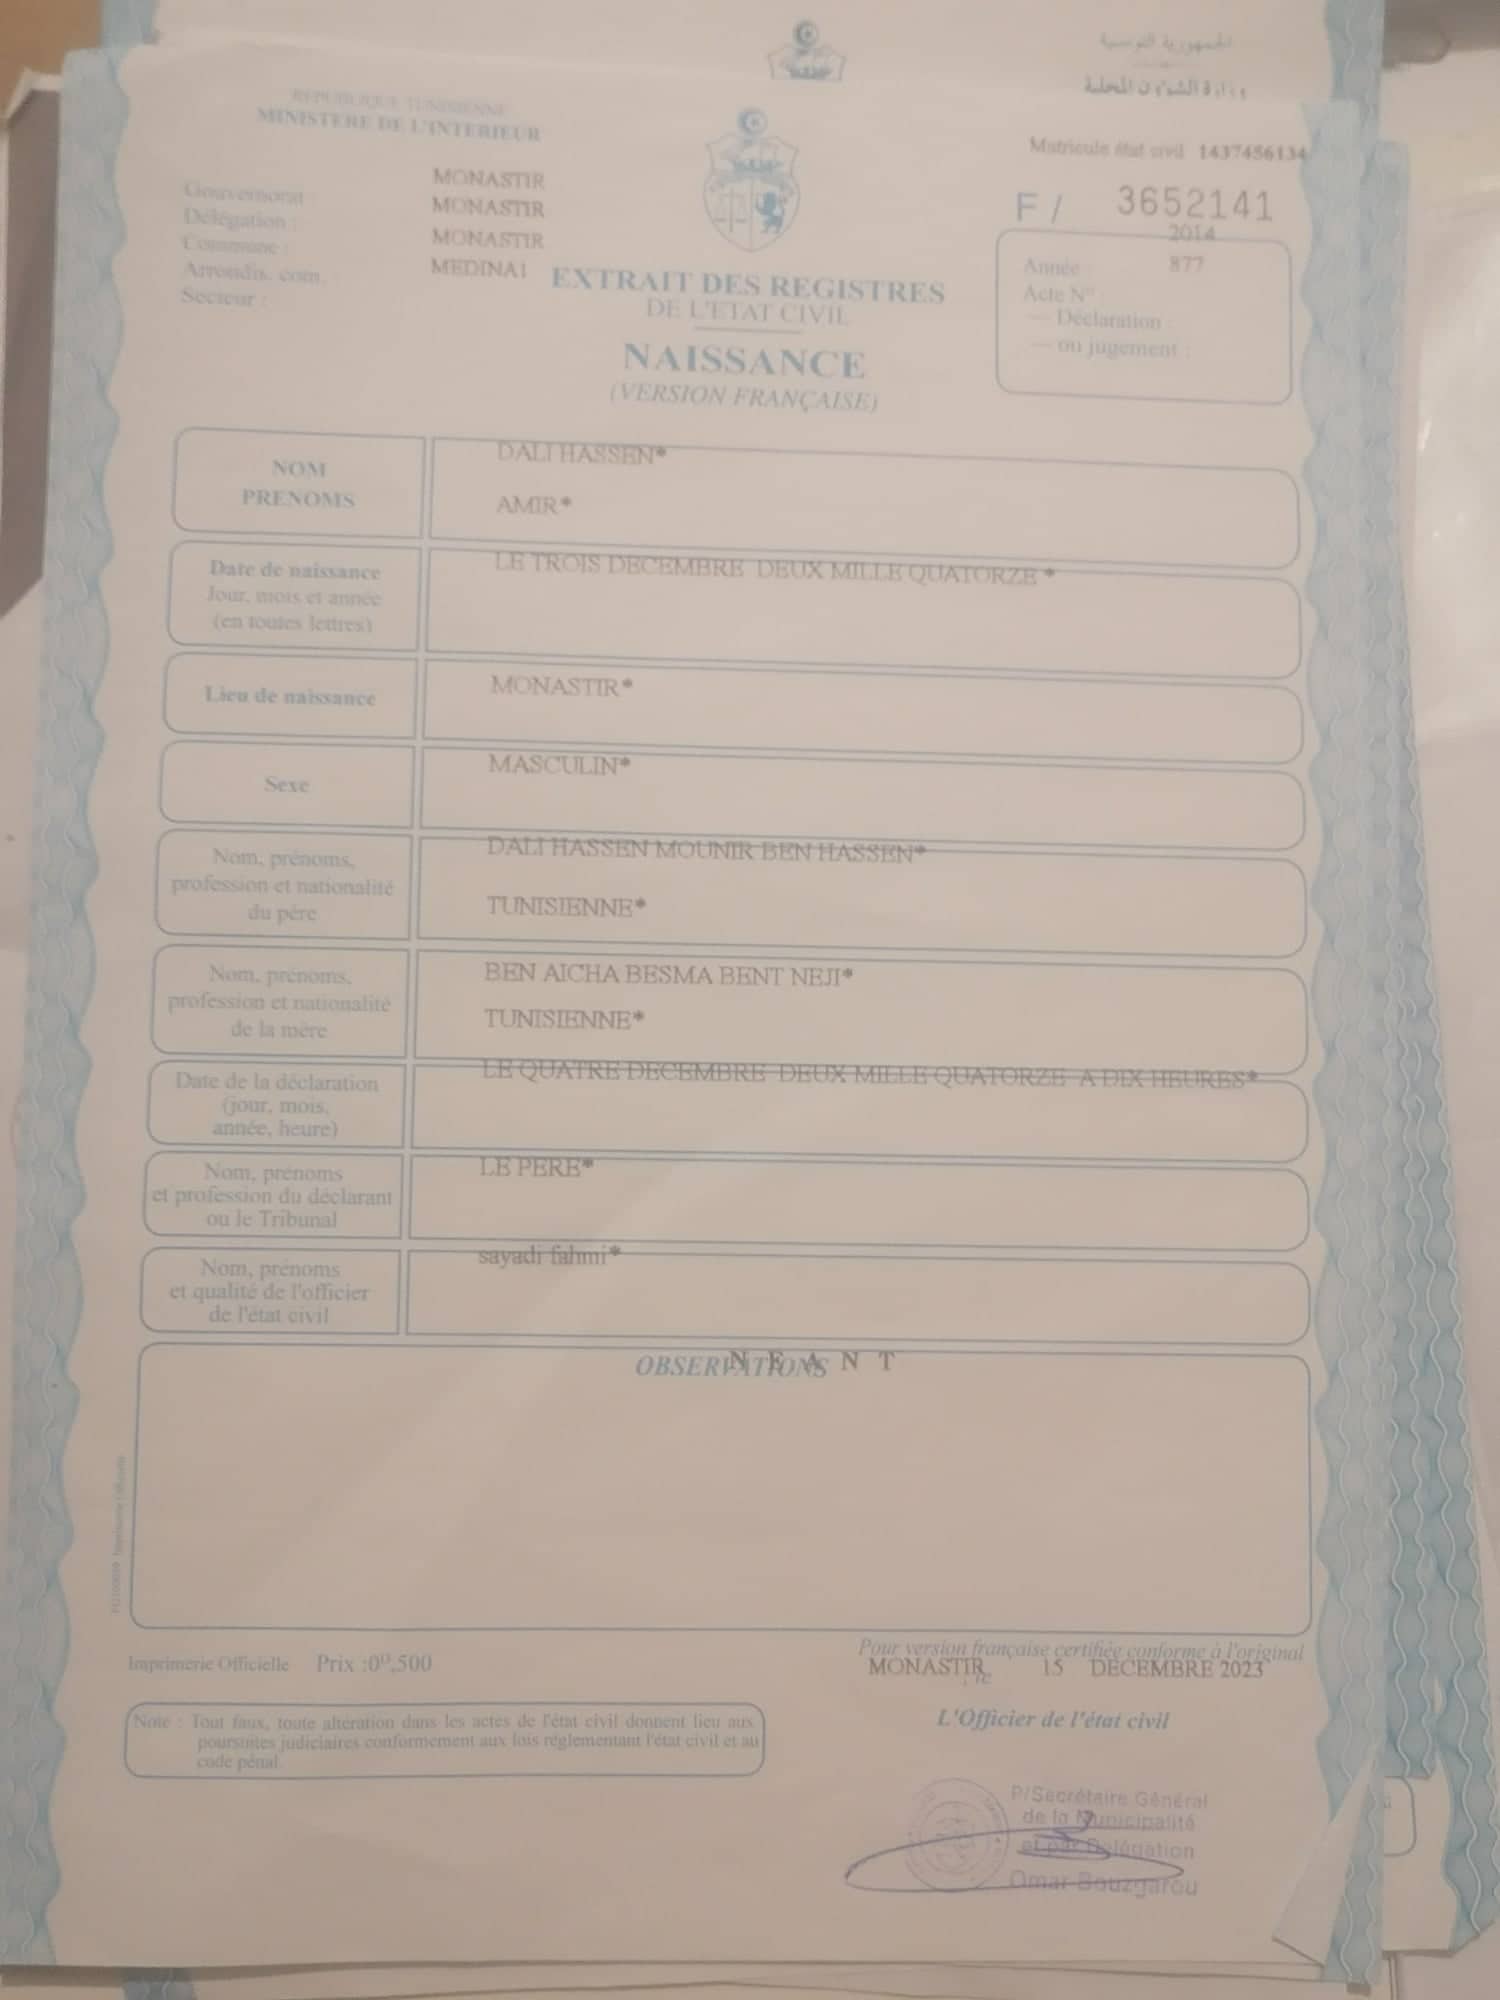 الجمهورية التونسية
وزارة الشؤون المحلية
REPUBLIQUE TUNISIENNE
MINISTERE DE L'INTERIEUR
Matricule état civil 1437456134
F / 3652141
Gouvernorat : MONASTIR
Délégation : MONASTIR
Commune : MONASTIR
Arrondis. com. : MEDINA1
Secteur :
2014
Année : 877
Acte N° :
— Déclaration :
— ou jugement :
EXTRAIT DES REGISTRES
DE L'ETAT CIVIL
NAISSANCE
(VERSION FRANÇAISE)
NOM
PRENOMS
DALI HASSEN*
AMIR*
Date de naissance
Jour, mois et année
(en toutes lettres)
LE TROIS DECEMBRE DEUX MILLE QUATORZE *
Lieu de naissance
MONASTIR*
Sexe
MASCULIN*
Nom, prénoms,
profession et nationalité
du père
DALI HASSEN MOUNIR BEN HASSEN*
TUNISIENNE*
Nom, prénoms,
profession et nationalité
de la mère
BEN AICHA BESMA BENT NEJI*
TUNISIENNE*
Date de la déclaration
(jour, mois,
année, heure)
LE QUATRE DECEMBRE DEUX MILLE QUATORZE A DIX HEURES*
Nom, prénoms
et profession du déclarant
ou le Tribunal
LE PERE*
Nom, prénoms
et qualité de l'officier
de l'état civil
sayadi fahmi*
OBSERVATIONS
N E A N T
Imprimerie Officielle Prix :0ᴰ,500
Pour version française certifiée conforme à l'original
MONASTIR , le 15 DECEMBRE 2023
L'Officier de l'état civil
Note : Tout faux, toute altération dans les actes de l'état civil donnent lieu aux
poursuites judiciaires conformement aux lois réglementant l'état civil et au
code pénal.
P/Secrétaire Général
de la Municipalité
et par Délégation
Omar Bouzgarou